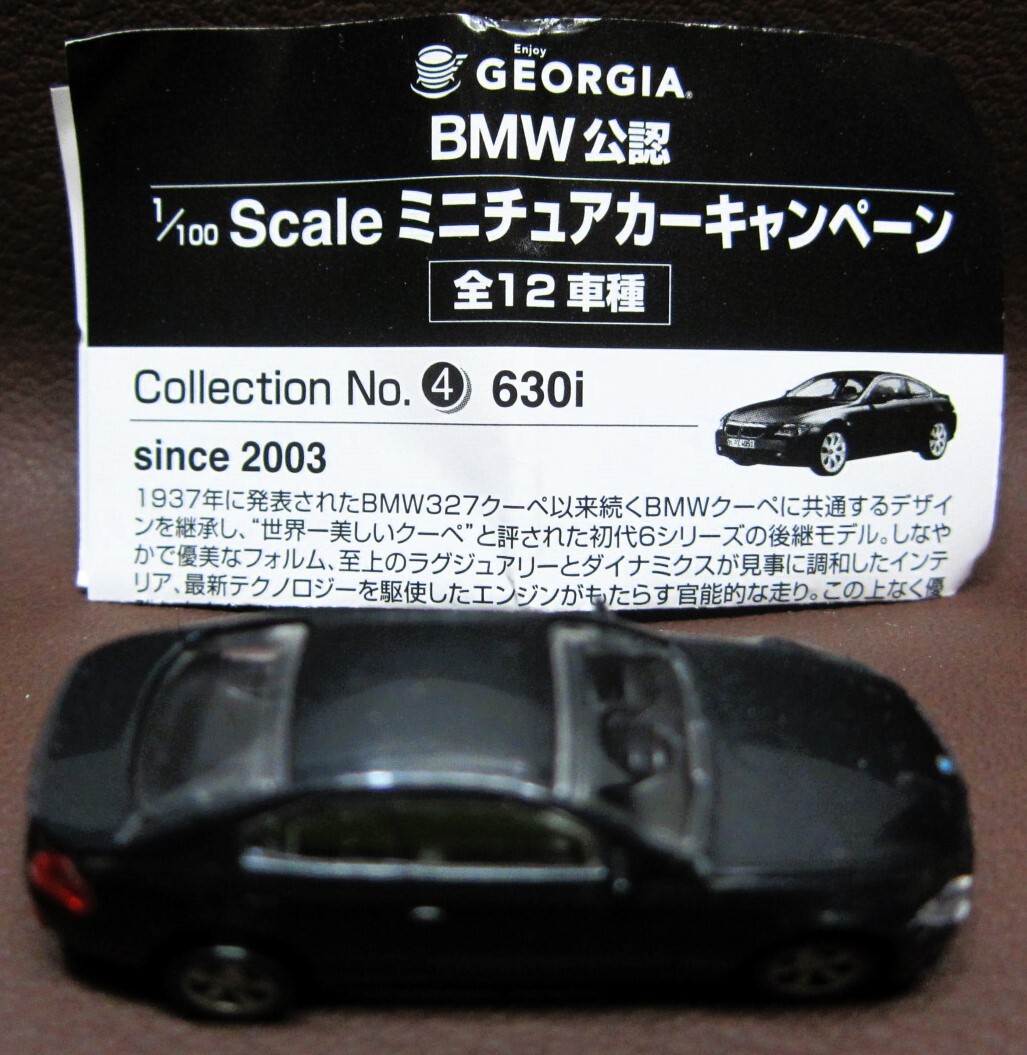 Enjoy
GEORGIA®
BMW 公認
1/100 Scale ミニチュアカーキャンペーン
全12車種
Collection No.❹ 630i
since 2003
1937年に発表されたBMW327クーペ以来続くBMWクーペに共通するデザイ
ンを継承し、“世界一美しいクーペ”と評された初代6シリーズの後継モデル。しなや
かで優美なフォルム、至上のラグジュアリーとダイナミクスが見事に調和したインテ
リア、最新テクノロジーを駆使したエンジンがもたらす官能的な走り。この上なく優